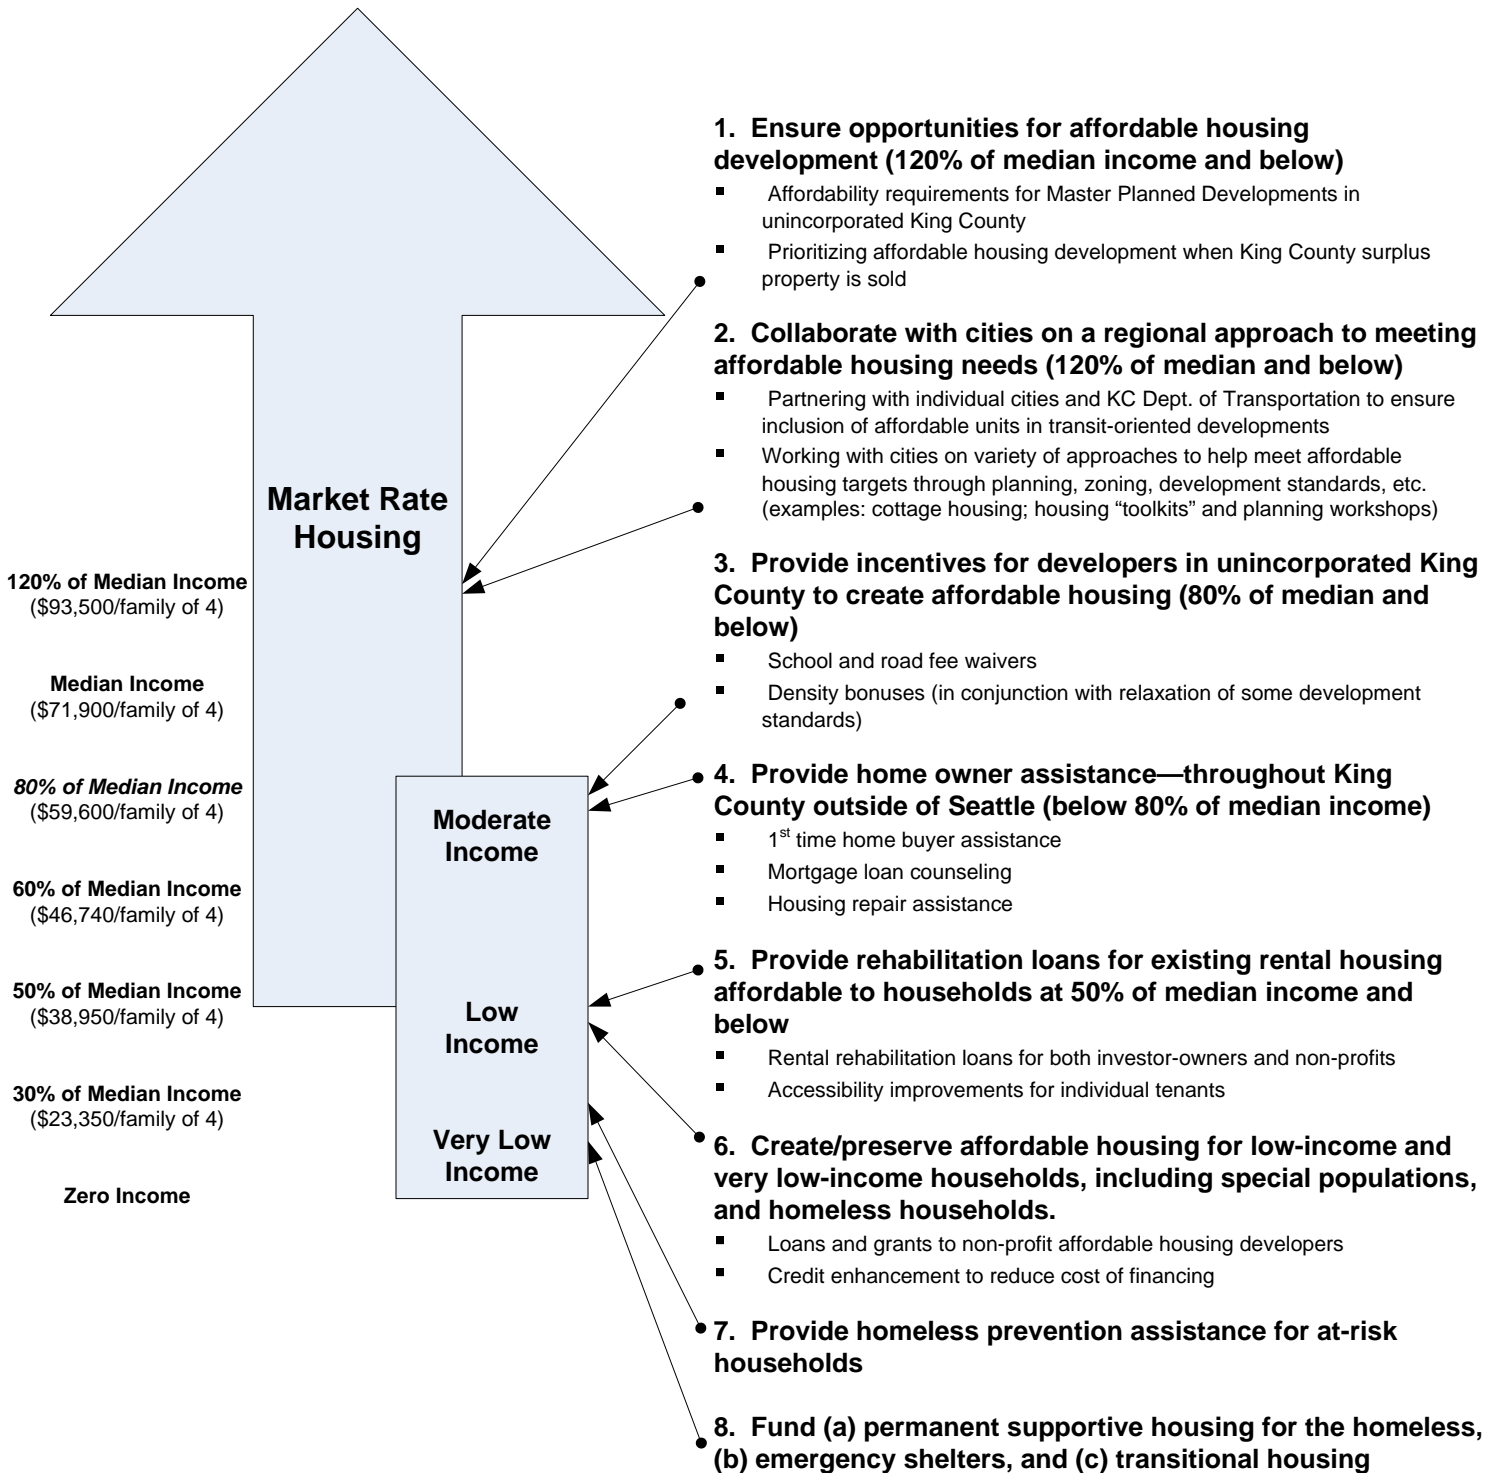 Market Rate
Housing
120% of Median Income
($93,500/family of 4)
Median Income
($71,900/family of 4)
80% of Median Income
($59,600/family of 4)
60% of Median Income
($46,740/family of 4)
50% of Median Income
($38,950/family of 4)
30% of Median Income
($23,350/family of 4)
Zero Income
Moderate
Income
Low
Income
Very Low
Income
1. Ensure opportunities for affordable housing
development (120% of median income and below)
▪ Affordability requirements for Master Planned Developments in
unincorporated King County
▪ Prioritizing affordable housing development when King County surplus
property is sold
2. Collaborate with cities on a regional approach to meeting
affordable housing needs (120% of median and below)
▪ Partnering with individual cities and KC Dept. of Transportation to ensure
inclusion of affordable units in transit-oriented developments
▪ Working with cities on variety of approaches to help meet affordable
housing targets through planning, zoning, development standards, etc.
(examples: cottage housing; housing “toolkits” and planning workshops)
3. Provide incentives for developers in unincorporated King
County to create affordable housing (80% of median and
below)
▪ School and road fee waivers
▪ Density bonuses (in conjunction with relaxation of some development
standards)
4. Provide home owner assistance—throughout King
County outside of Seattle (below 80% of median income)
▪ 1st time home buyer assistance
▪ Mortgage loan counseling
▪ Housing repair assistance
5. Provide rehabilitation loans for existing rental housing
affordable to households at 50% of median income and
below
▪ Rental rehabilitation loans for both investor-owners and non-profits
▪ Accessibility improvements for individual tenants
6. Create/preserve affordable housing for low-income and
very low-income households, including special populations,
and homeless households.
▪ Loans and grants to non-profit affordable housing developers
▪ Credit enhancement to reduce cost of financing
7. Provide homeless prevention assistance for at-risk
households
8. Fund (a) permanent supportive housing for the homeless,
(b) emergency shelters, and (c) transitional housing